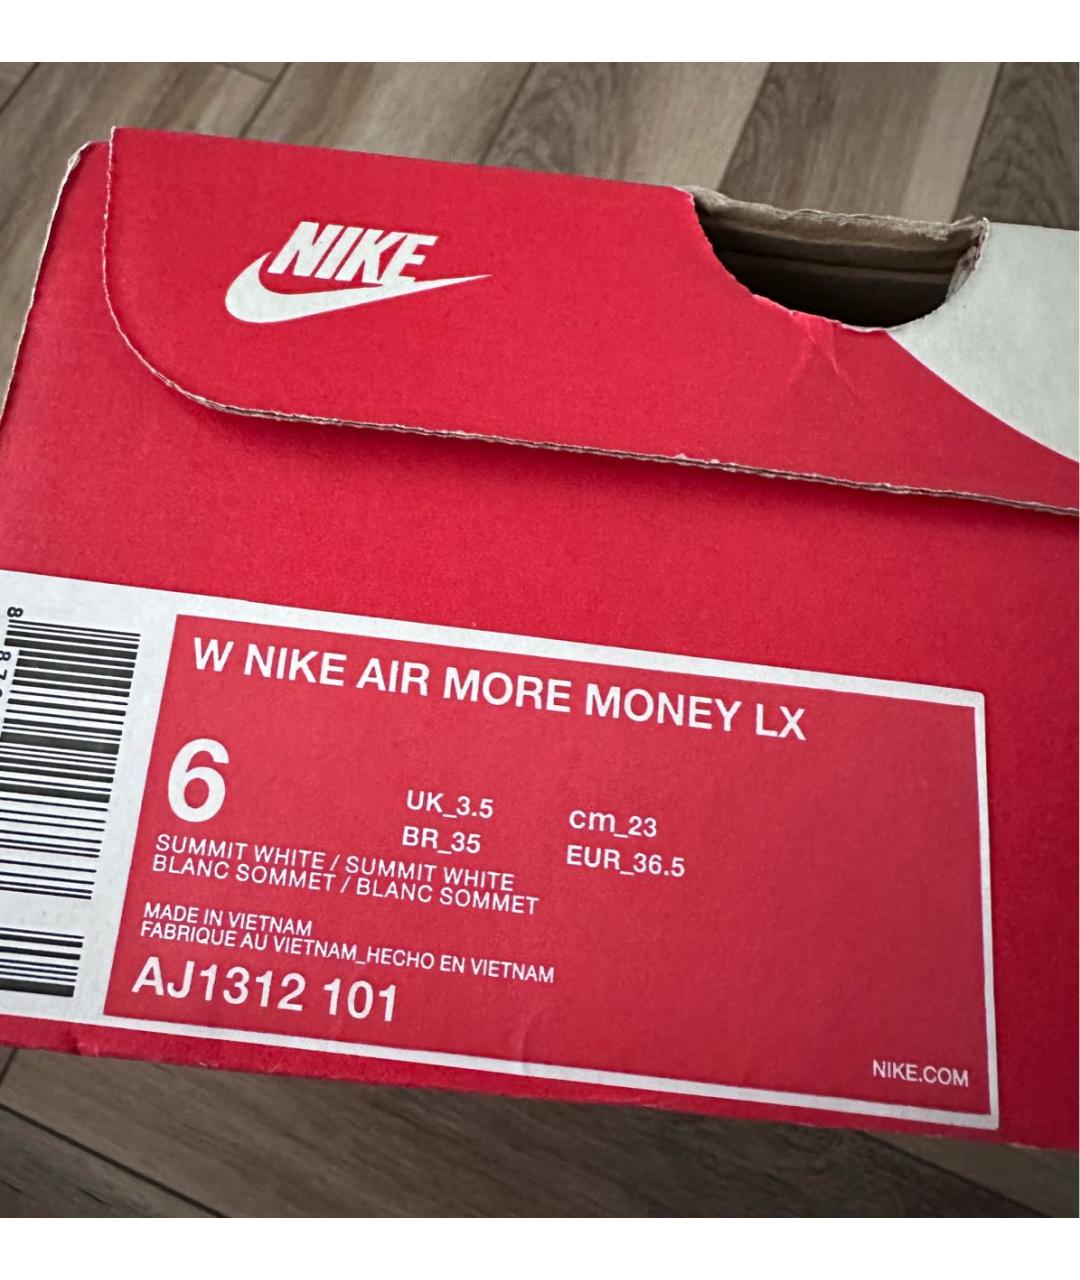 NIKE
W NIKE AIR MORE MONEY LX
6
UK_3.5 cm_23
BR_35 EUR_36.5
SUMMIT WHITE / SUMMIT WHITE
BLANC SOMMET / BLANC SOMMET
MADE IN VIETNAM
FABRIQUE AU VIETNAM_HECHO EN VIETNAM
AJ1312 101
NIKE.COM
8